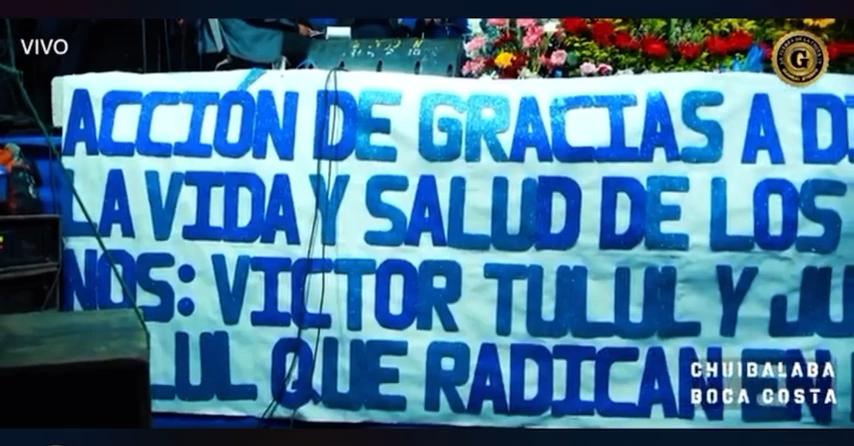 VIVO
G
ACCIÓN DE GRACIAS A DI
LA VIDA Y SALUD DE LOS
NOS: VICTOR TULUL Y JU
LUL QUE RADICAN EN
CHUIBALABA
BOCA COSTA